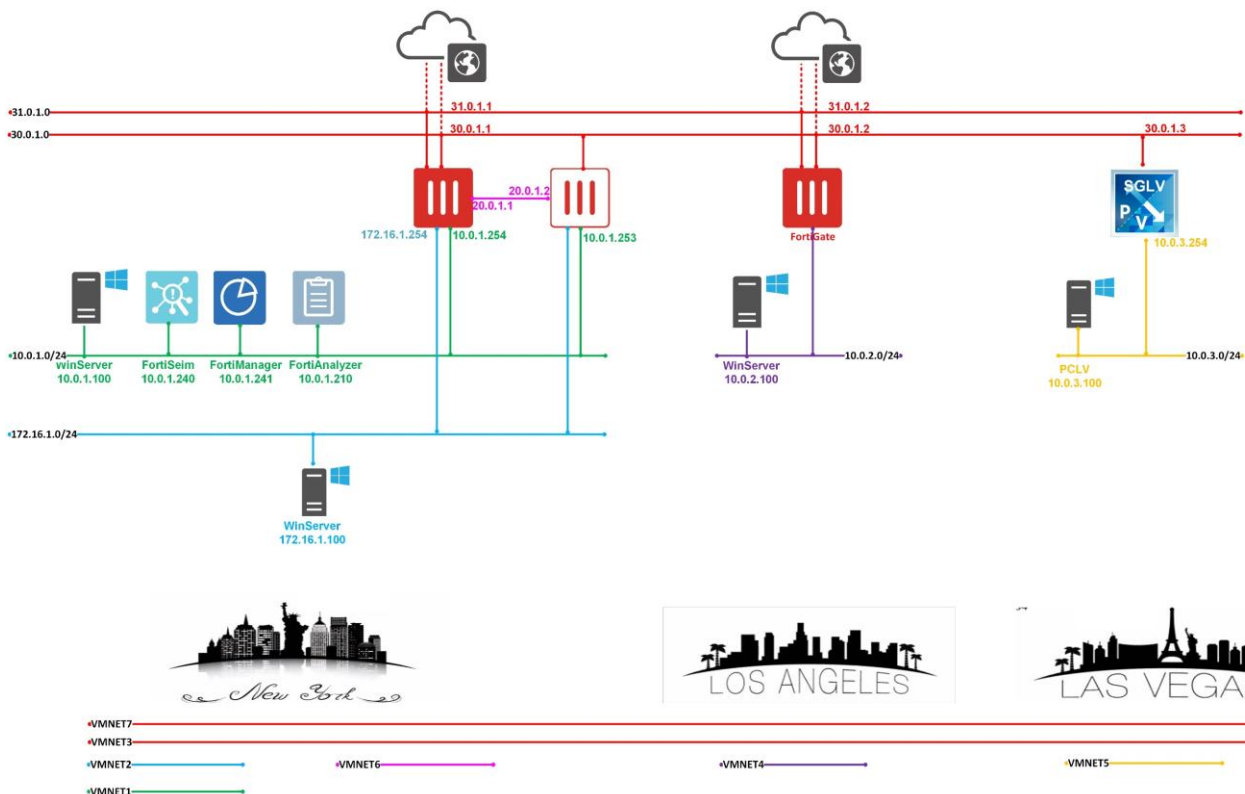 31.0.1.0
31.0.1.1
31.0.1.2
30.0.1.0
30.0.1.1
30.0.1.2
30.0.1.3
20.0.1.2
20.0.1.1
SGLV
P
V
172.16.1.254
10.0.1.254
10.0.1.253
FortiGate
10.0.3.254
10.0.1.0/24
winServer
10.0.1.100
FortiSeim
10.0.1.240
FortiManager
10.0.1.241
FortiAnalyzer
10.0.1.210
WinServer
10.0.2.100
10.0.2.0/24
PCLV
10.0.3.100
10.0.3.0/24
172.16.1.0/24
WinServer
172.16.1.100
New York
LOS ANGELES
LAS VEGA
VMNET7
VMNET3
VMNET2
VMNET6
VMNET4
VMNET5
VMNET1